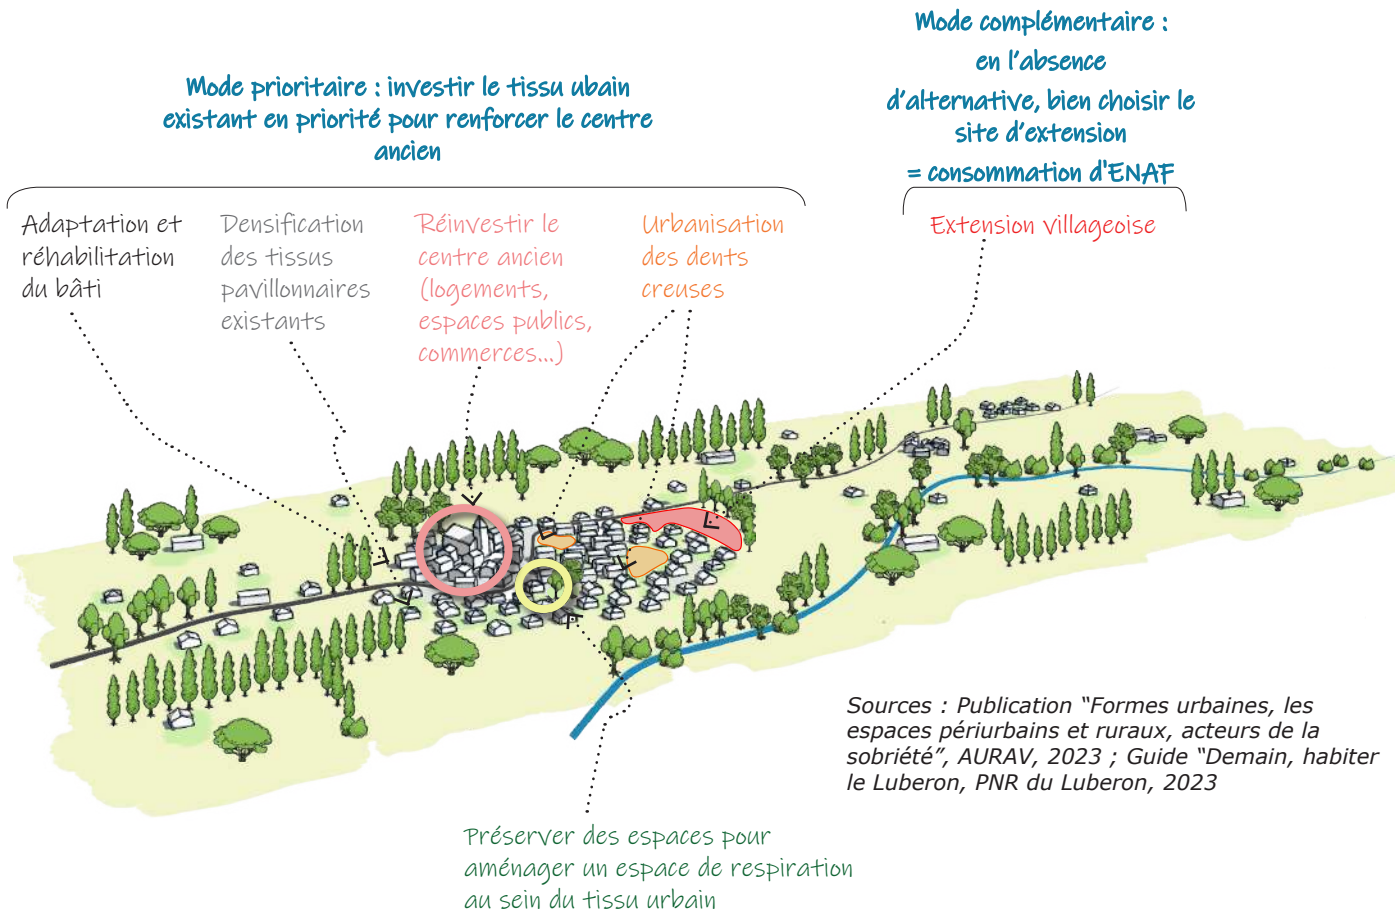 Mode prioritaire : investir le tissu ubain
existant en priorité pour renforcer le centre
ancien
Mode complémentaire :
en l'absence
d'alternative, bien choisir le
site d'extension
= consommation d'ENAF
Adaptation et
réhabilitation
du bâti
Densification
des tissus
pavillonnaires
existants
Réinvestir le
centre ancien
(logements,
espaces publics,
commerces...)
Urbanisation
des dents
creuses
Extension villageoise
Sources : Publication “Formes urbaines, les
espaces périurbains et ruraux, acteurs de la
sobriété”, AURAV, 2023 ; Guide “Demain, habiter
le Luberon, PNR du Luberon, 2023
Préserver des espaces pour
aménager un espace de respiration
au sein du tissu urbain